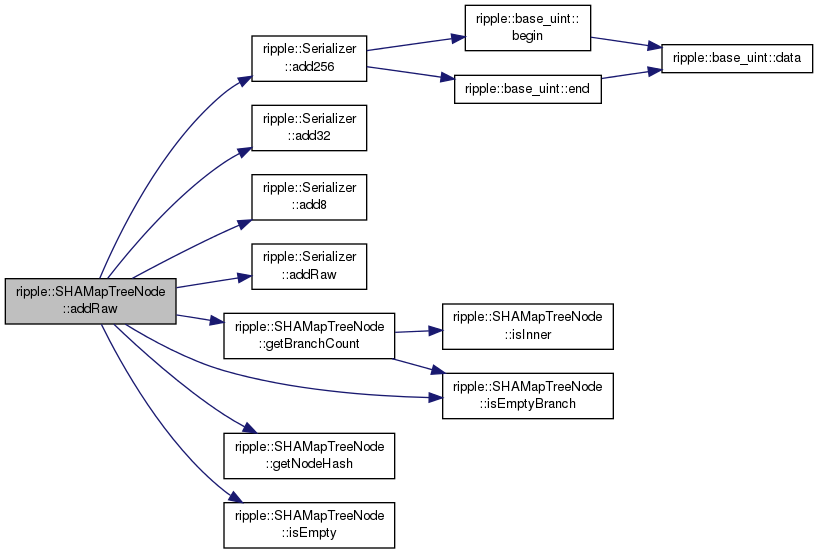 ripple::SHAMapTreeNode
::addRaw
ripple::Serializer
::add256
ripple::base_uint::
begin
ripple::base_uint::end
ripple::base_uint::data
ripple::Serializer
::add32
ripple::Serializer
::add8
ripple::Serializer
::addRaw
ripple::SHAMapTreeNode
::getBranchCount
ripple::SHAMapTreeNode
::isInner
ripple::SHAMapTreeNode
::isEmptyBranch
ripple::SHAMapTreeNode
::getNodeHash
ripple::SHAMapTreeNode
::isEmpty